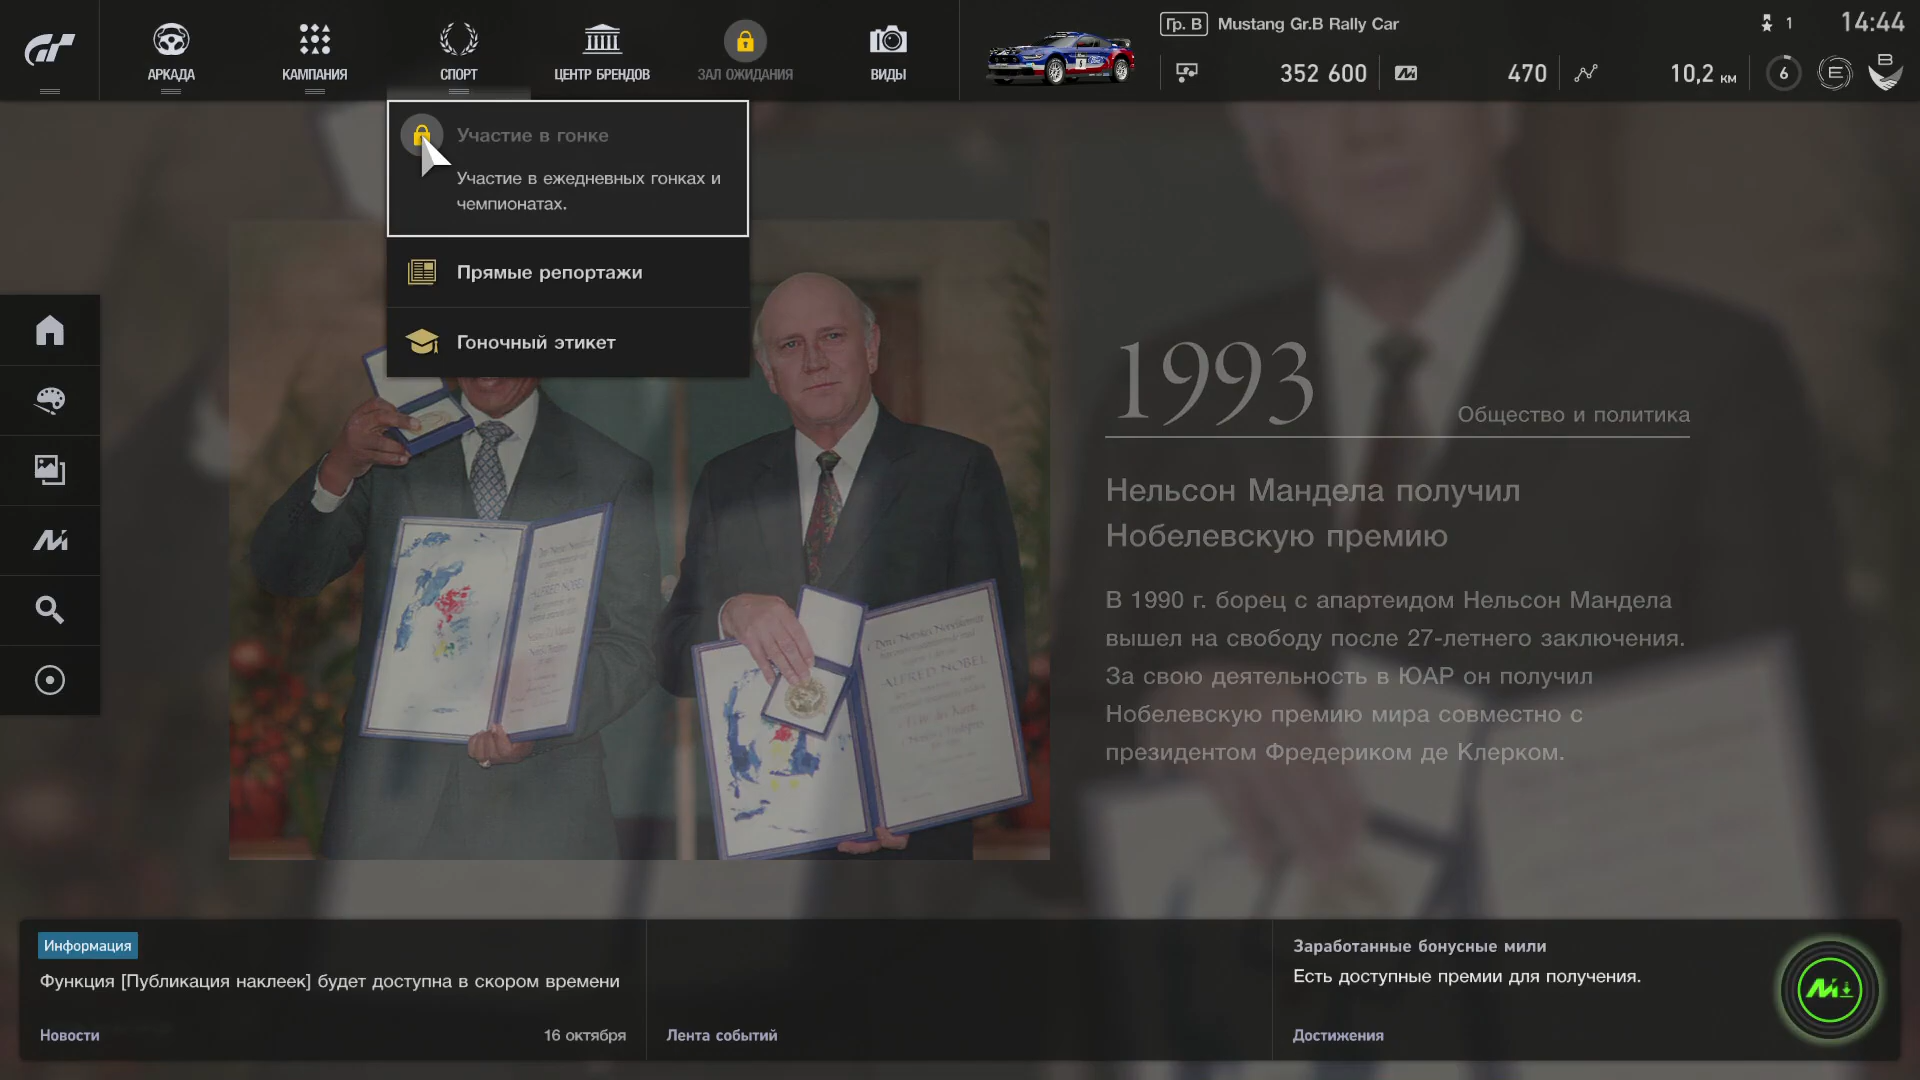 АРКАДА
КАМПАНИЯ
СПОРТ
ЦЕНТР БРЕНДОВ
ЗАЛ ОЖИДАНИЯ
ВИДЫ
Гр. B Mustang Gr.B Rally Car
352 600
470
10,2 км
1
14:44
6
E
B
Участие в гонке
Участие в ежедневных гонках и
чемпионатах.
Прямые репортажи
Гоночный этикет
1993
Общество и политика
Нельсон Мандела получил
Нобелевскую премию
В 1990 г. борец с апартеидом Нельсон Мандела
вышел на свободу после 27-летнего заключения.
За свою деятельность в ЮАР он получил
Нобелевскую премию мира совместно с
президентом Фредериком де Клерком.
ALFRED NOBEL
ALFRED NOBEL
Информация
Функция [Публикация наклеек] будет доступна в скором времени
Новости
16 октября
Лента событий
Заработанные бонусные мили
Есть доступные премии для получения.
Достижения